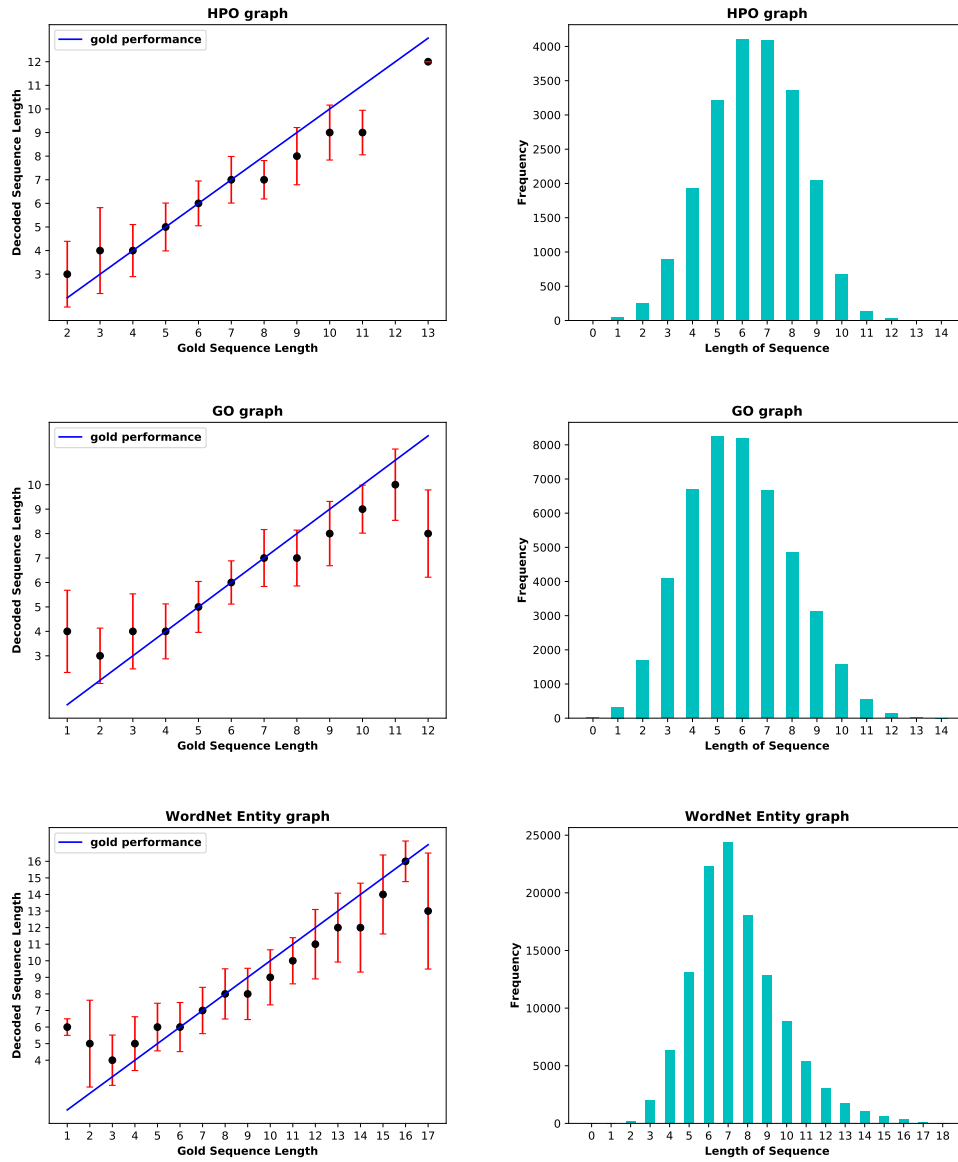 HPO graph
gold performance
12
11
10
9
8
7
6
5
4
3
Decoded Sequence Length
2 3 4 5 6 7 8 9 10 11 12 13
Gold Sequence Length
HPO graph
4000
3500
3000
2500
2000
1500
1000
500
0
Frequency
0 1 2 3 4 5 6 7 8 9 10 11 12 13 14
Length of Sequence
GO graph
gold performance
10
9
8
7
6
5
4
3
Decoded Sequence Length
1 2 3 4 5 6 7 8 9 10 11 12
Gold Sequence Length
GO graph
8000
7000
6000
5000
4000
3000
2000
1000
0
Frequency
0 1 2 3 4 5 6 7 8 9 10 11 12 13 14
Length of Sequence
WordNet Entity graph
gold performance
16
15
14
13
12
11
10
9
8
7
6
5
4
Decoded Sequence Length
1 2 3 4 5 6 7 8 9 10 11 12 13 14 15 16 17
Gold Sequence Length
WordNet Entity graph
25000
20000
15000
10000
5000
0
Frequency
0 1 2 3 4 5 6 7 8 9 10 11 12 13 14 15 16 17 18
Length of Sequence